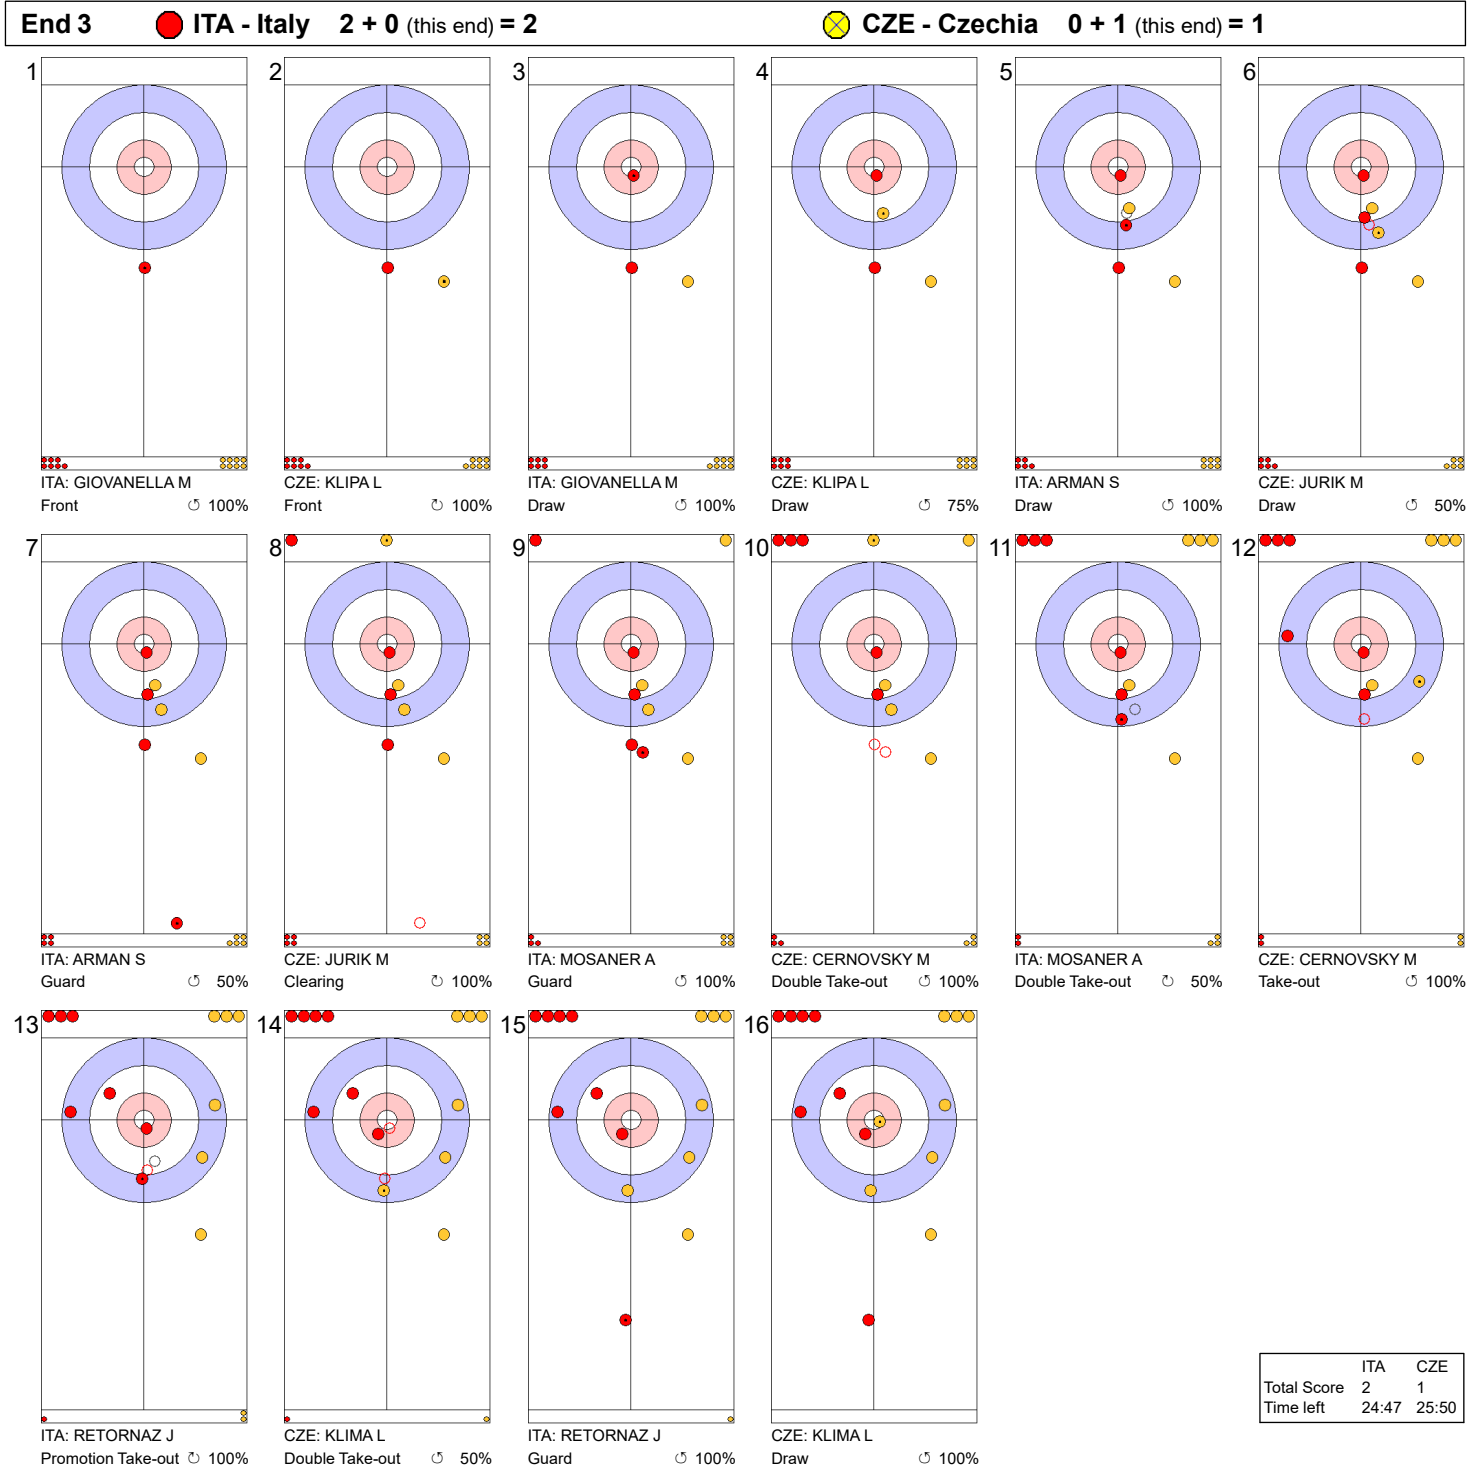 End 3 ITA - Italy 2 + 0 (this end) = 2 CZE - Czechia 0 + 1 (this end) = 1
1 2 3 4 5 6
ITA: GIOVANELLA M CZE: KLIPA L ITA: GIOVANELLA M CZE: KLIPA L ITA: ARMAN S CZE: JURIK M
Front ↺ 100% Front ↻ 100% Draw ↺ 100% Draw ↺ 75% Draw ↺ 100% Draw ↺ 50%
7 8 9 10 11 12
ITA: ARMAN S CZE: JURIK M ITA: MOSANER A CZE: CERNOVSKY M ITA: MOSANER A CZE: CERNOVSKY M
Guard ↺ 50% Clearing ↻ 100% Guard ↺ 100% Double Take-out ↺ 100% Double Take-out ↻ 50% Take-out ↺ 100%
13 14 15 16
ITA CZE
Total Score 2 1
Time left 24:47 25:50
ITA: RETORNAZ J CZE: KLIMA L ITA: RETORNAZ J CZE: KLIMA L
Promotion Take-out ↻ 100% Double Take-out ↺ 50% Guard ↺ 100% Draw ↺ 100%